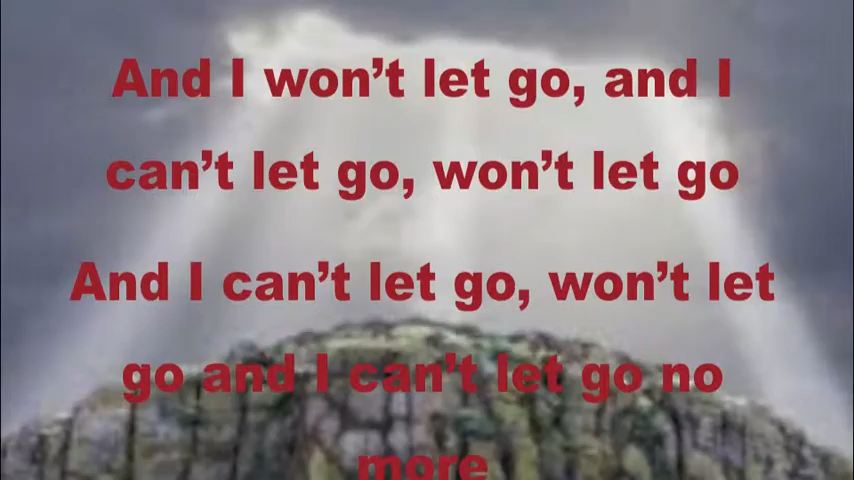 And I won’t let go, and I
can’t let go, won’t let go
And I can’t let go, won’t let
go and I can’t let go no
more